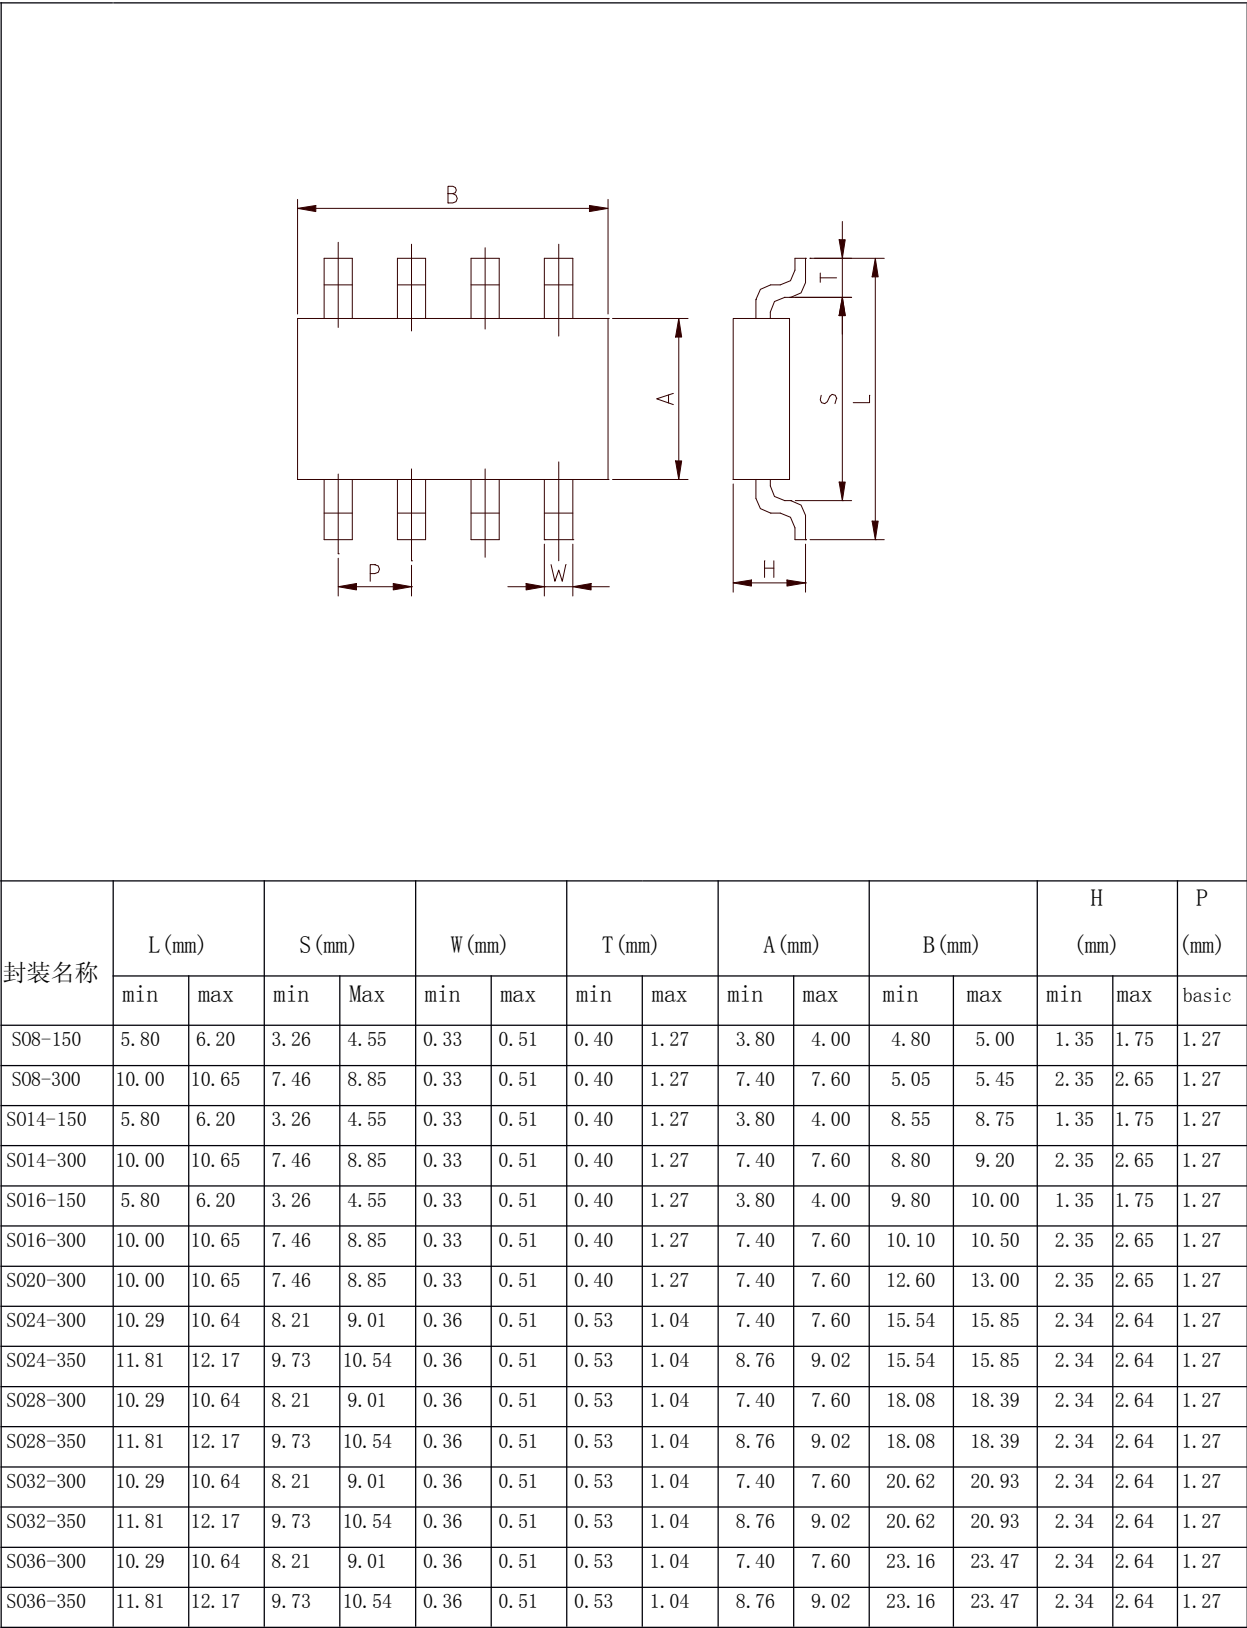 B
T
A
S
L
P
W
H
封装名称 L(mm) S(mm) W(mm) T(mm) A(mm) B(mm) H (mm) P (mm)
min max min Max min max min max min max min max min max basic
SO8-150 5.80 6.20 3.26 4.55 0.33 0.51 0.40 1.27 3.80 4.00 4.80 5.00 1.35 1.75 1.27
SO8-300 10.00 10.65 7.46 8.85 0.33 0.51 0.40 1.27 7.40 7.60 5.05 5.45 2.35 2.65 1.27
SO14-150 5.80 6.20 3.26 4.55 0.33 0.51 0.40 1.27 3.80 4.00 8.55 8.75 1.35 1.75 1.27
SO14-300 10.00 10.65 7.46 8.85 0.33 0.51 0.40 1.27 7.40 7.60 8.80 9.20 2.35 2.65 1.27
SO16-150 5.80 6.20 3.26 4.55 0.33 0.51 0.40 1.27 3.80 4.00 9.80 10.00 1.35 1.75 1.27
SO16-300 10.00 10.65 7.46 8.85 0.33 0.51 0.40 1.27 7.40 7.60 10.10 10.50 2.35 2.65 1.27
SO20-300 10.00 10.65 7.46 8.85 0.33 0.51 0.40 1.27 7.40 7.60 12.60 13.00 2.35 2.65 1.27
SO24-300 10.29 10.64 8.21 9.01 0.36 0.51 0.53 1.04 7.40 7.60 15.54 15.85 2.34 2.64 1.27
SO24-350 11.81 12.17 9.73 10.54 0.36 0.51 0.53 1.04 8.76 9.02 15.54 15.85 2.34 2.64 1.27
SO28-300 10.29 10.64 8.21 9.01 0.36 0.51 0.53 1.04 7.40 7.60 18.08 18.39 2.34 2.64 1.27
SO28-350 11.81 12.17 9.73 10.54 0.36 0.51 0.53 1.04 8.76 9.02 18.08 18.39 2.34 2.64 1.27
SO32-300 10.29 10.64 8.21 9.01 0.36 0.51 0.53 1.04 7.40 7.60 20.62 20.93 2.34 2.64 1.27
SO32-350 11.81 12.17 9.73 10.54 0.36 0.51 0.53 1.04 8.76 9.02 20.62 20.93 2.34 2.64 1.27
SO36-300 10.29 10.64 8.21 9.01 0.36 0.51 0.53 1.04 7.40 7.60 23.16 23.47 2.34 2.64 1.27
SO36-350 11.81 12.17 9.73 10.54 0.36 0.51 0.53 1.04 8.76 9.02 23.16 23.47 2.34 2.64 1.27